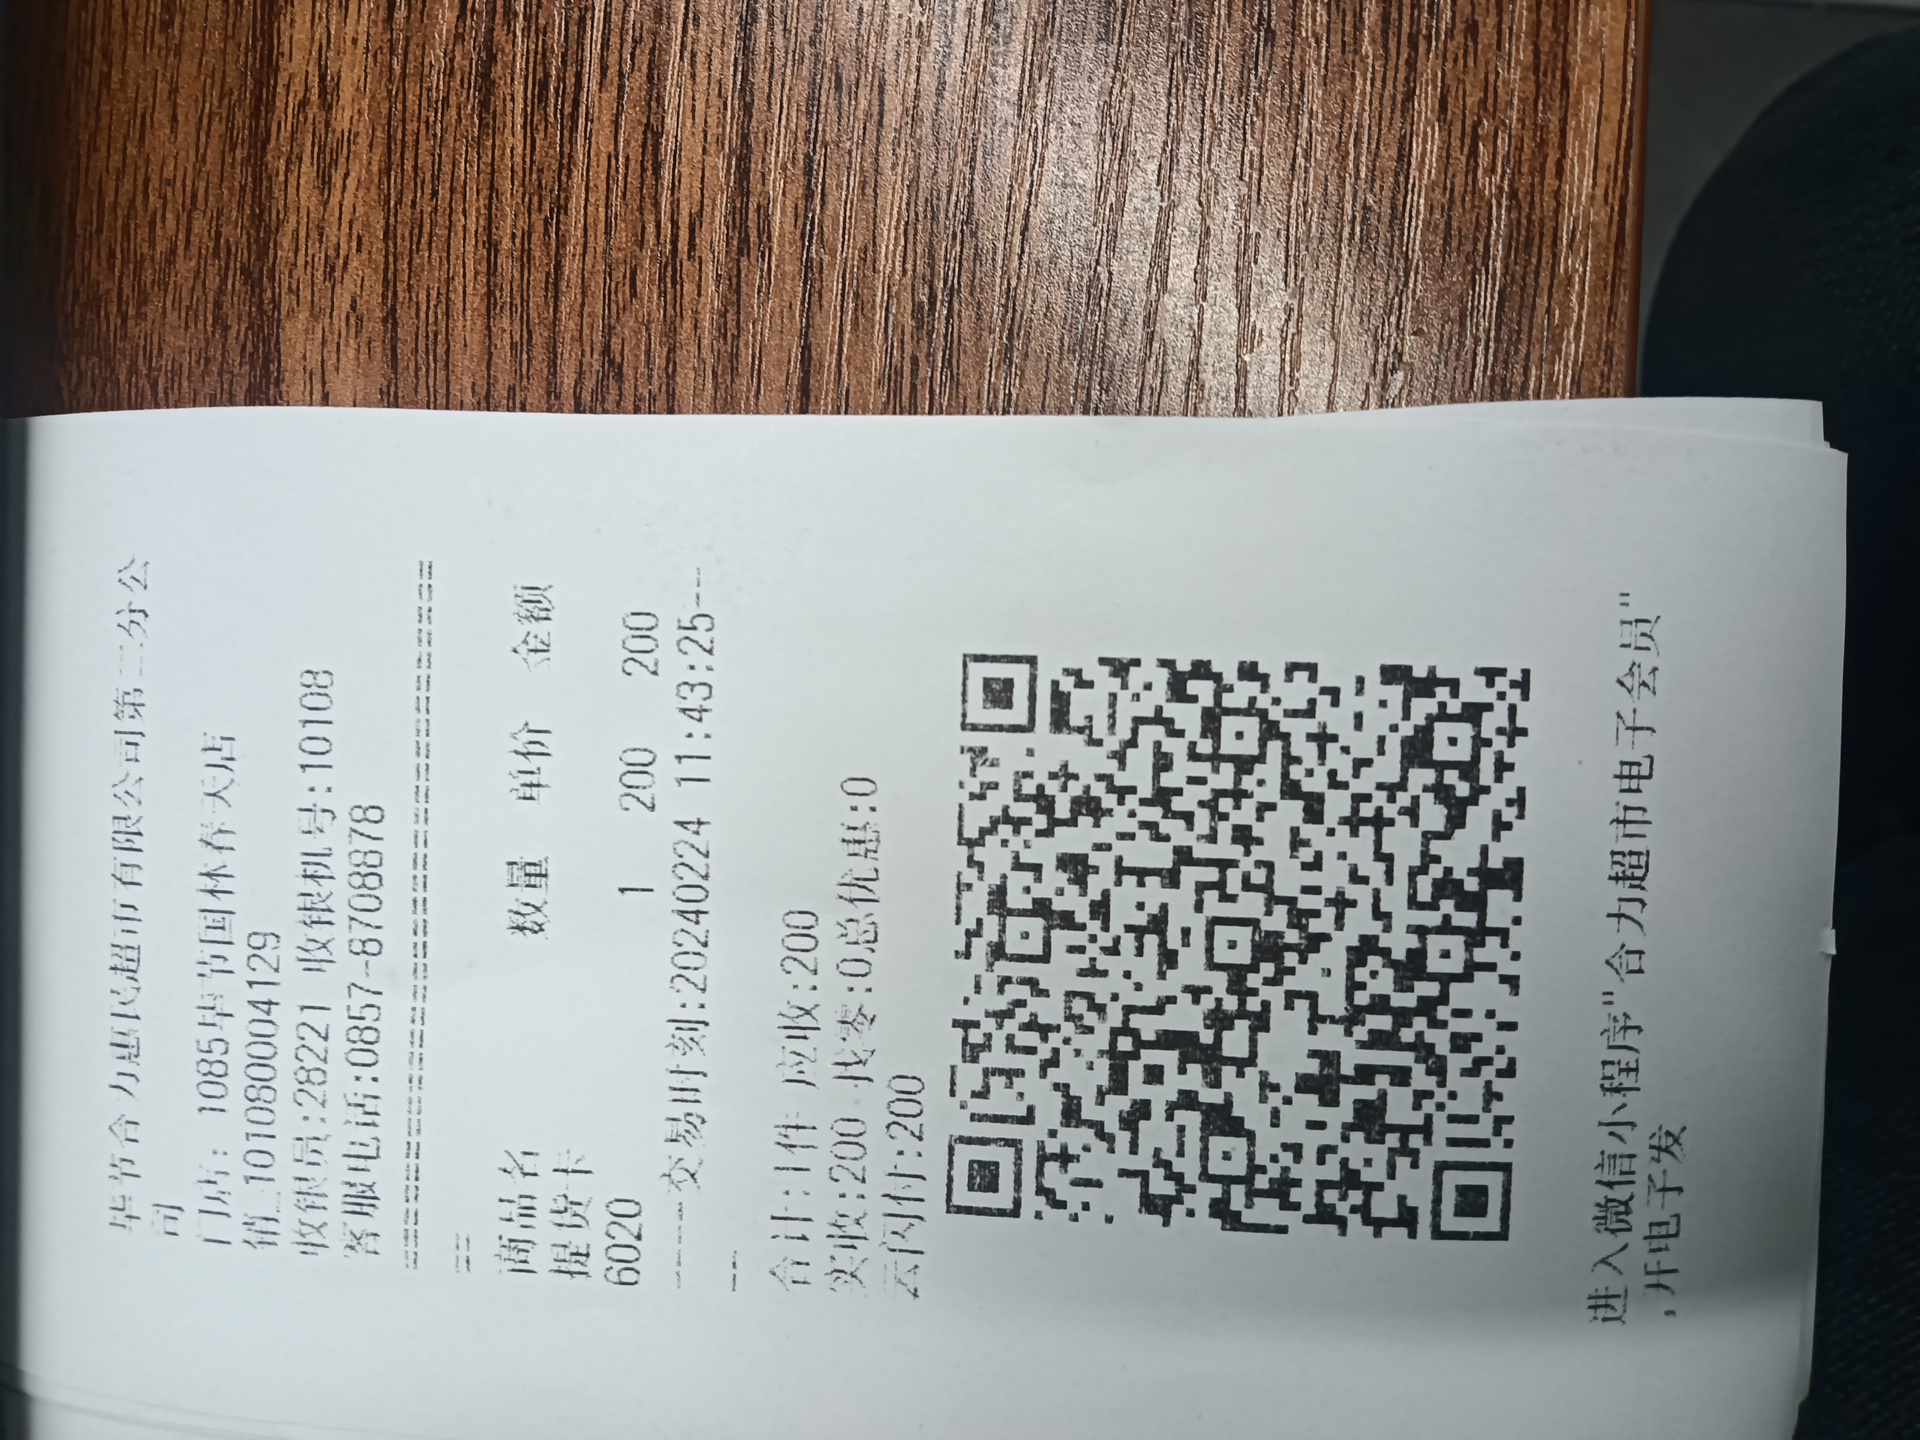 毕节合力惠民超市有限公司第二分公
司
门店: 1085毕节国林春天店
销_1010800004129
收银员:28221 收银机号:10108
客服电话:0857-8708878
商品名 数量 单价 金额
提货卡
6020 1 200 200
----交易时刻:20240224 11:43:25--
--
合计:1件 应收:200
实收:200 找零:0总优惠:0
云闪付:200
进入微信小程序"合力超市电子会员"
,开电子发